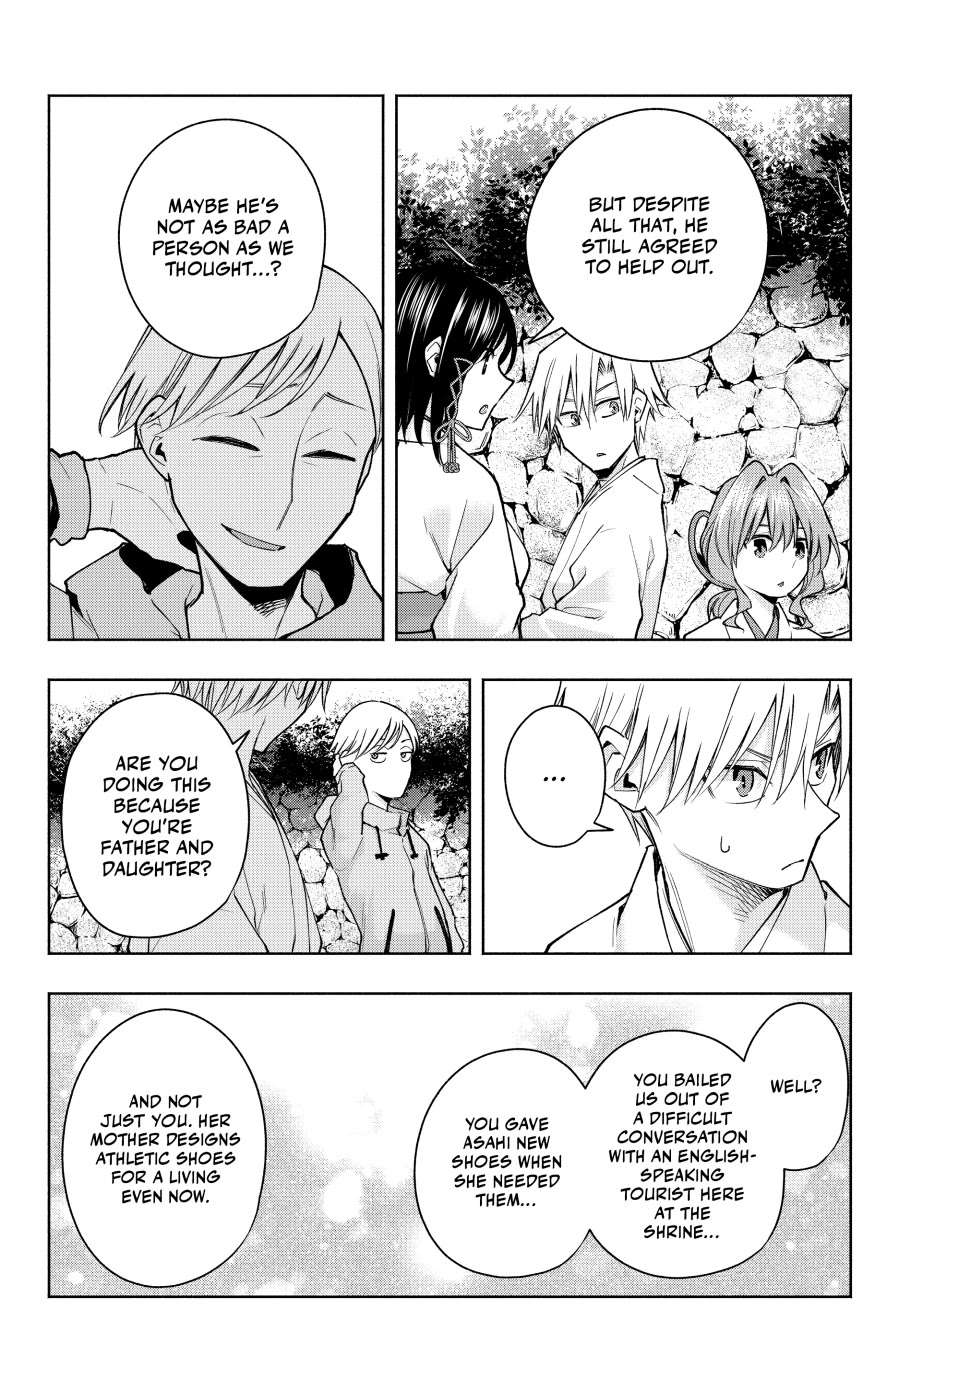 BUT DESPITE
ALL THAT, HE
STILL AGREED
TO HELP OUT.
MAYBE HE'S
NOT AS BAD A
PERSON AS WE
THOUGHT...?
...
ARE YOU
DOING THIS
BECAUSE
YOU'RE
FATHER AND
DAUGHTER?
WELL?
YOU BAILED
US OUT OF
A DIFFICULT
CONVERSATION
WITH AN ENGLISH-
SPEAKING
TOURIST HERE
AT THE
SHRINE...
YOU GAVE
ASAHI NEW
SHOES WHEN
SHE NEEDED
THEM...
AND NOT
JUST YOU. HER
MOTHER DESIGNS
ATHLETIC SHOES
FOR A LIVING
EVEN NOW.